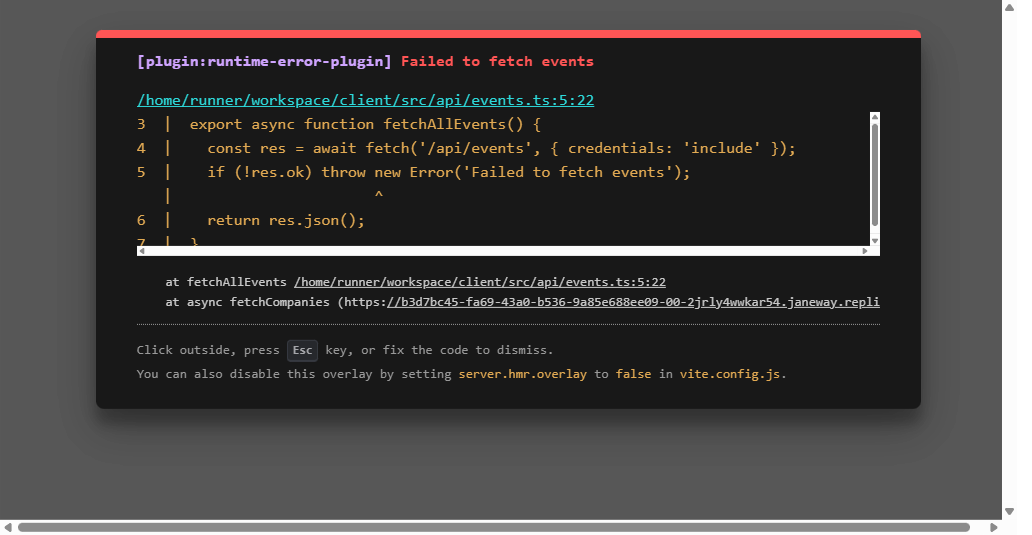 [plugin:runtime-error-plugin] Failed to fetch events
/home/runner/workspace/client/src/api/events.ts:5:22
3  |  export async function fetchAllEvents() {
4  |    const res = await fetch('/api/events', { credentials: 'include' });
5  |    if (!res.ok) throw new Error('Failed to fetch events');
   |                       ^
6  |    return res.json();
7  |  }
at fetchAllEvents /home/runner/workspace/client/src/api/events.ts:5:22
at async fetchCompanies (https://b3d7bc45-fa69-43a0-b536-9a85e688ee09-00-2jrly4wwkar54.janeway.repli
Click outside, press Esc key, or fix the code to dismiss.
You can also disable this overlay by setting server.hmr.overlay to false in vite.config.js.